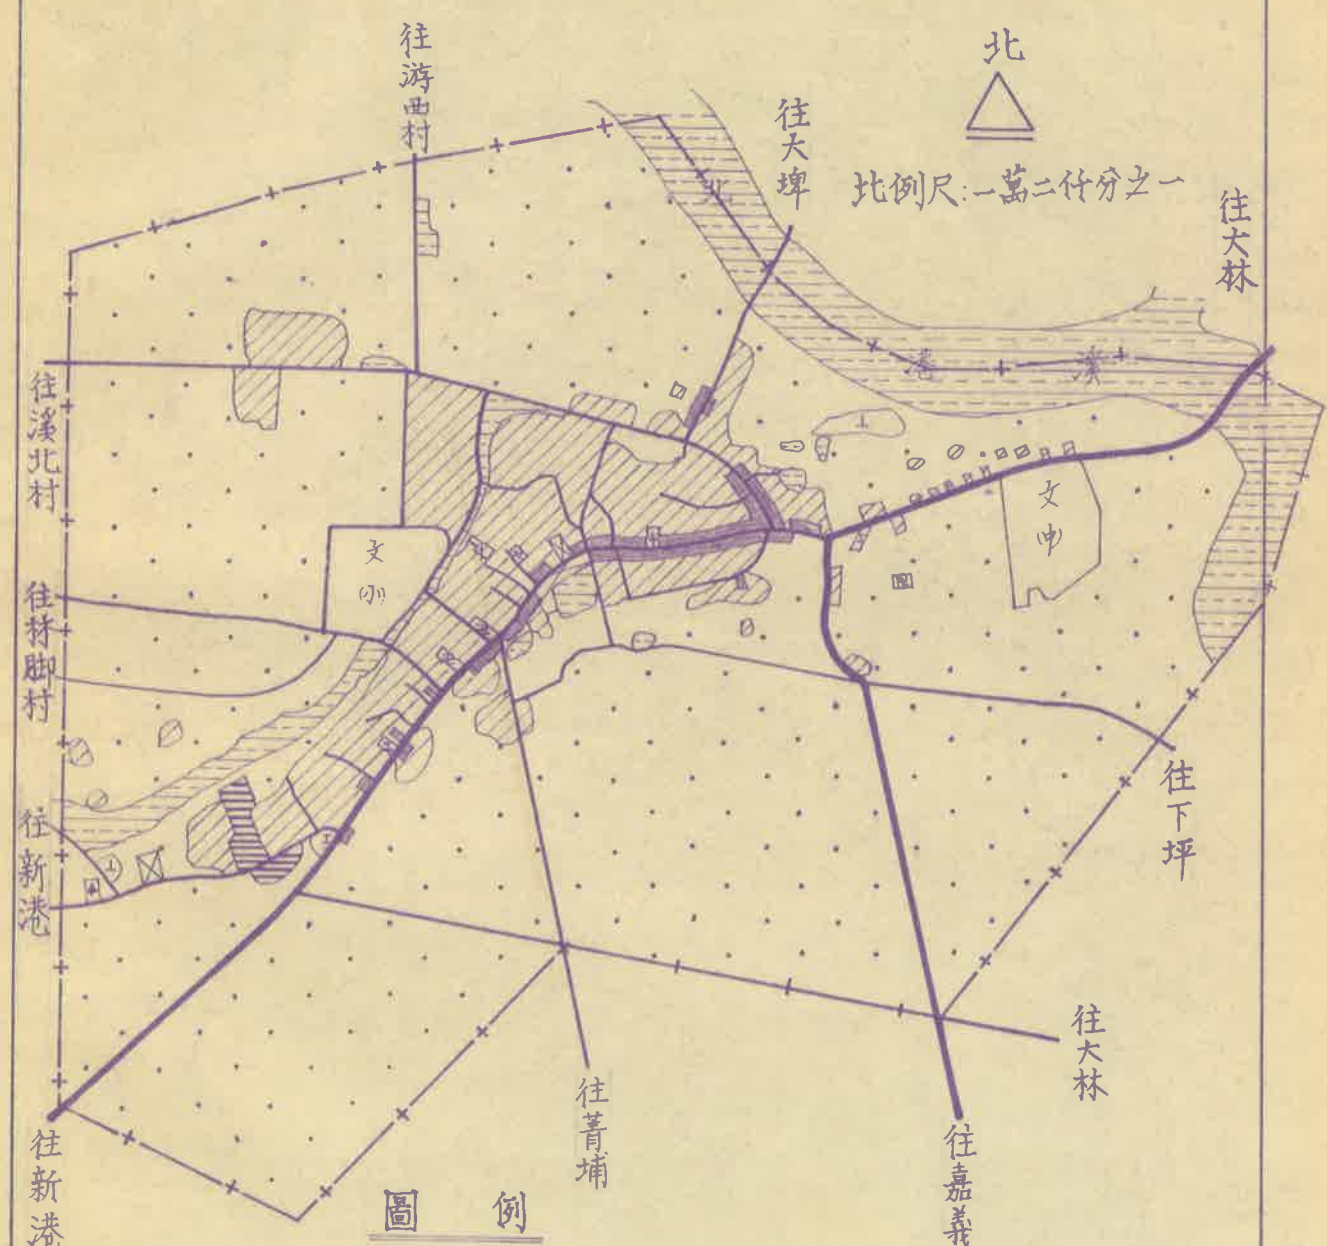 北
比例尺:一萬二仟分之一
往游西村
往大埤
往大林
北
港
溪
往溪北村
文(小)
文(中)
往林脚村
往新港
往下坪
往大林
往菁埔
往嘉義
往新港
圖例